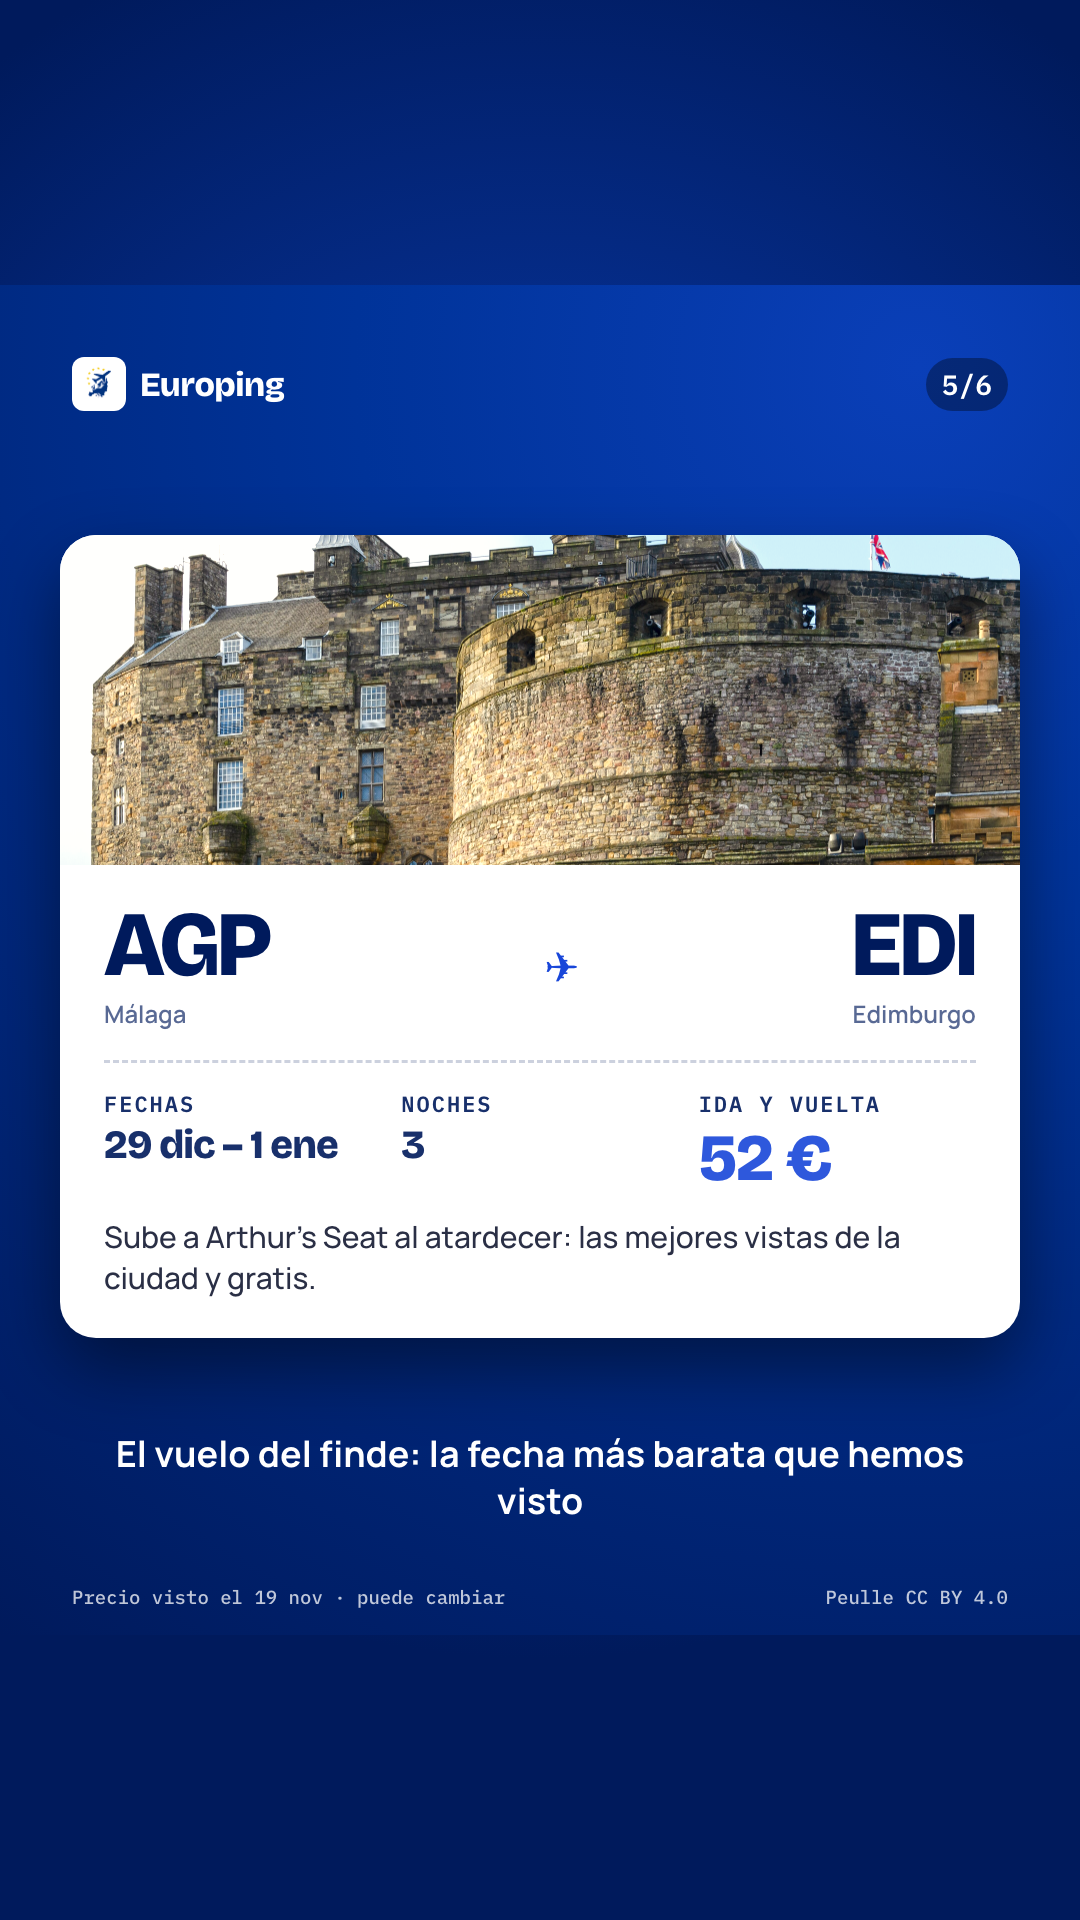 Europing
5/6
AGP
EDI
Málaga
Edimburgo
FECHAS
NOCHES
IDA Y VUELTA
29 dic – 1 ene
3
52 €
Sube a Arthur’s Seat al atardecer: las mejores vistas de la
ciudad y gratis.
El vuelo del finde: la fecha más barata que hemos
visto
Precio visto el 19 nov · puede cambiar
Peulle CC BY 4.0